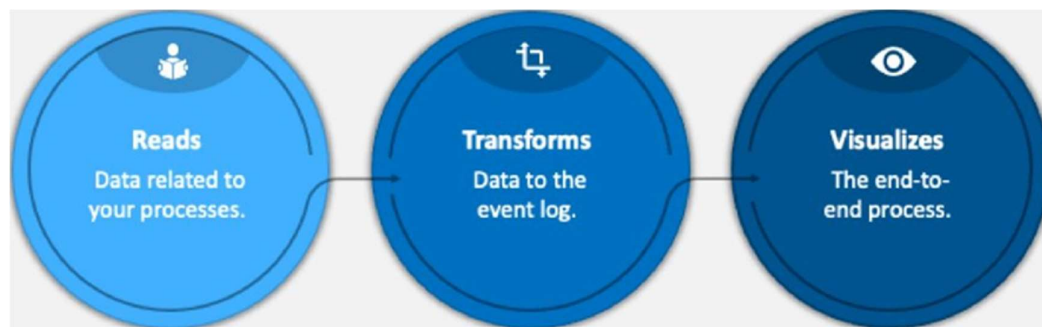 Reads
Data related to
your processes.
Transforms
Data to the
event log.
Visualizes
The end-to-
end process.